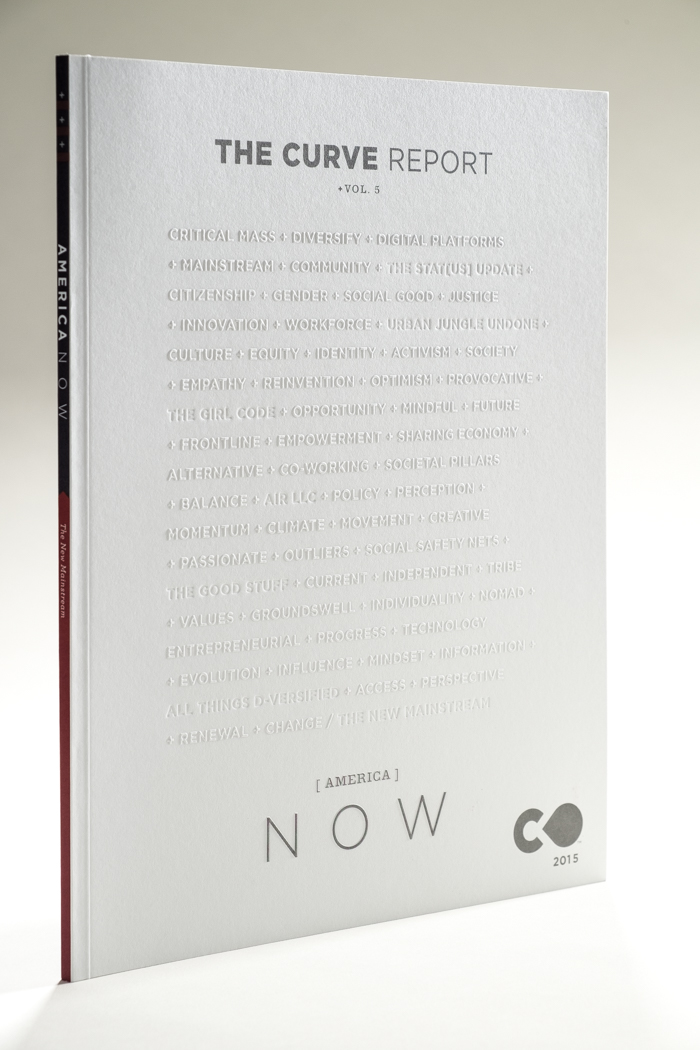 THE CURVE REPORT
+VOL. 5
CRITICAL MASS + DIVERSIFY + DIGITAL PLATFORMS
+ MAINSTREAM + COMMUNITY + THE STAT[US] UPDATE +
CITIZENSHIP + GENDER + SOCIAL GOOD + JUSTICE
+ INNOVATION + WORKFORCE + URBAN JUNGLE UNDONE +
CULTURE + EQUITY + IDENTITY + ACTIVISM + SOCIETY
+ EMPATHY + REINVENTION + OPTIMISM + PROVOCATIVE +
THE GIRL CODE + OPPORTUNITY + MINDFUL + FUTURE
+ FRONTLINE + EMPOWERMENT + SHARING ECONOMY +
ALTERNATIVE + CO-WORKING + SOCIETAL PILLARS
+ BALANCE + AIR LLC + POLICY + PERCEPTION +
MOMENTUM + CLIMATE + MOVEMENT + CREATIVE
+ PASSIONATE + OUTLIERS + SOCIAL SAFETY NETS +
THE GOOD STUFF + CURRENT + INDEPENDENT + TRIBE
+ VALUES + GROUNDSWELL + INDIVIDUALITY + NOMAD +
ENTREPRENEURIAL + PROGRESS + TECHNOLOGY
+ EVOLUTION + INFLUENCE + MINDSET + INFORMATION +
ALL THINGS D-VERSIFIED + ACCESS + PERSPECTIVE
+ RENEWAL + CHANGE / THE NEW MAINSTREAM
[ AMERICA ]
NOW
C
2015
+ + +
AMERICA NOW
The New Mainstream